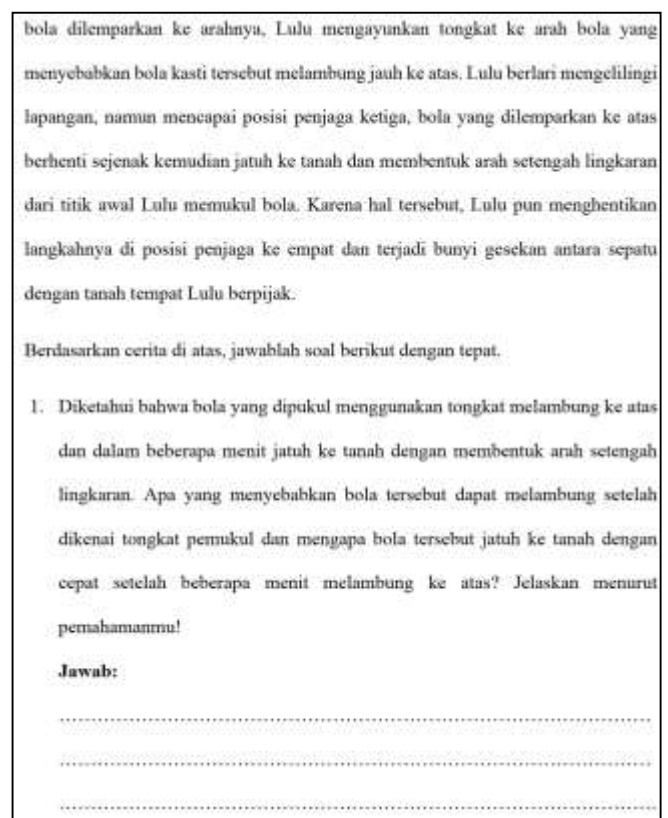 bola dilemparkan ke arahnya, Lulu mengayunkan tongkat ke arah bola yang
menyebabkan bola kasti tersebut melambung jauh ke atas. Lulu berlari mengelilingi
lapangan, namun mencapai posisi penjaga ketiga, bola yang dilemparkan ke atas
berhenti sejenak kemudian jatuh ke tanah dan membentuk arah setengah lingkaran
dari titik awal Lulu memukul bola. Karena hal tersebut, Lulu pun menghentikan
langkahnya di posisi penjaga ke empat dan terjadi bunyi gesekan antara sepatu
dengan tanah tempat Lulu berpijak.
Berdasarkan cerita di atas, jawablah soal berikut dengan tepat.
1. Diketahui bahwa bola yang dipukul menggunakan tongkat melambung ke atas
dan dalam beberapa menit jatuh ke tanah dengan membentuk arah setengah
lingkaran. Apa yang menyebabkan bola tersebut dapat melambung setelah
dikenai tongkat pemukul dan mengapa bola tersebut jatuh ke tanah dengan
cepat setelah beberapa menit melambung ke atas? Jelaskan menurut
pemahamanmu!
Jawab: